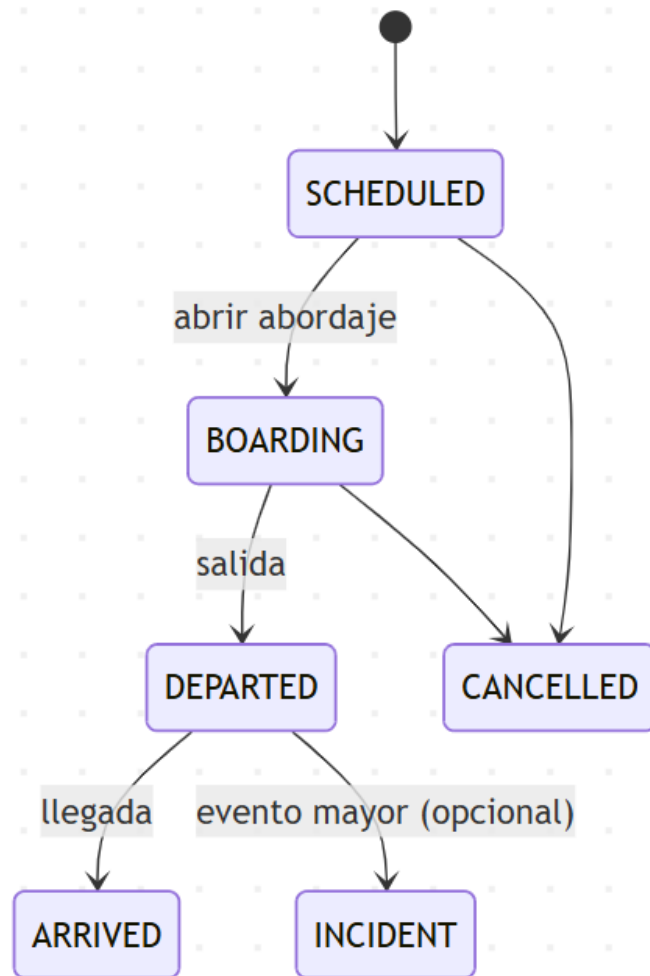 SCHEDULED
abrir abordaje
BOARDING
salida
DEPARTED
CANCELLED
llegada
evento mayor (opcional)
ARRIVED
INCIDENT